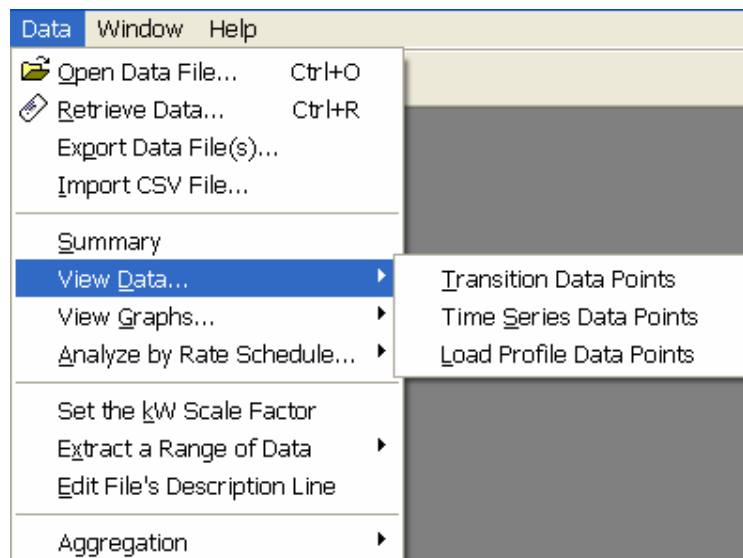 Data Window Help
Open Data File... Ctrl+O
Retrieve Data... Ctrl+R
Export Data File(s)...
Import CSV File...
Summary
View Data...
Transition Data Points
View Graphs...
Time Series Data Points
Analyze by Rate Schedule...
Load Profile Data Points
Set the kW Scale Factor
Extract a Range of Data
Edit File's Description Line
Aggregation